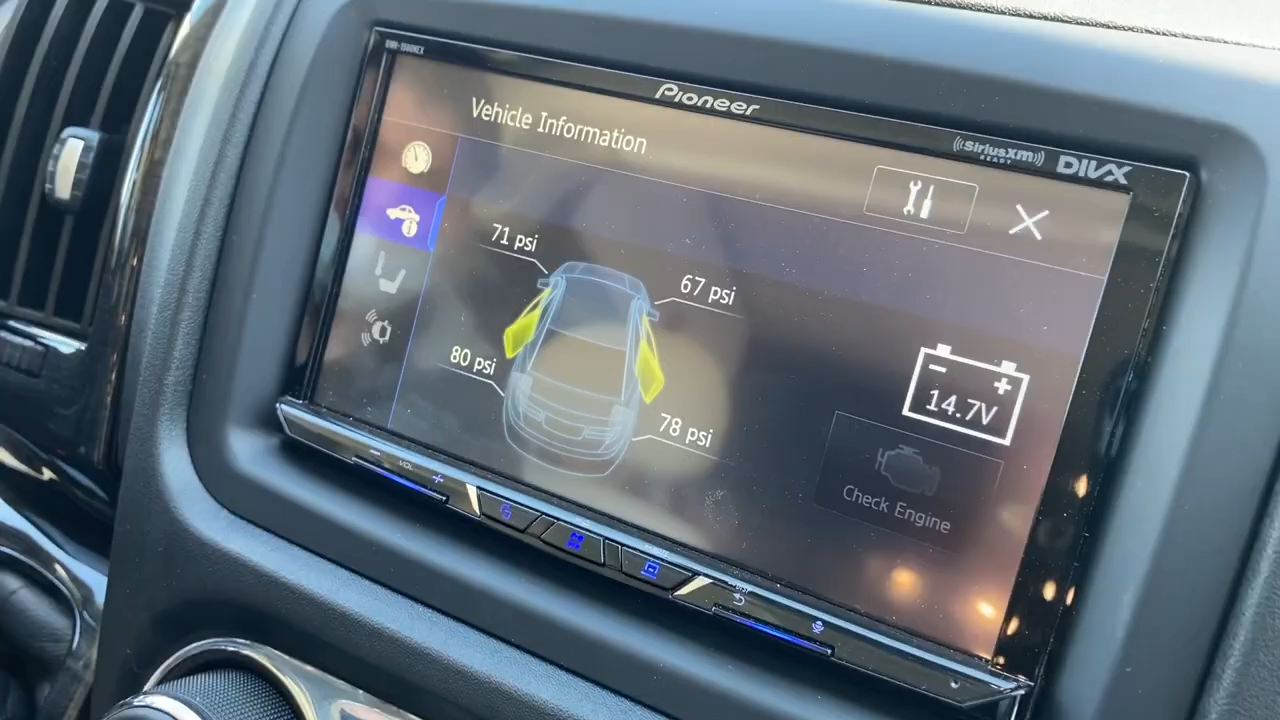 Pioneer
((SiriusXm))
READY
DIVX
Vehicle Information
71 psi
67 psi
80 psi
78 psi
14.7V
Check Engine
VOL